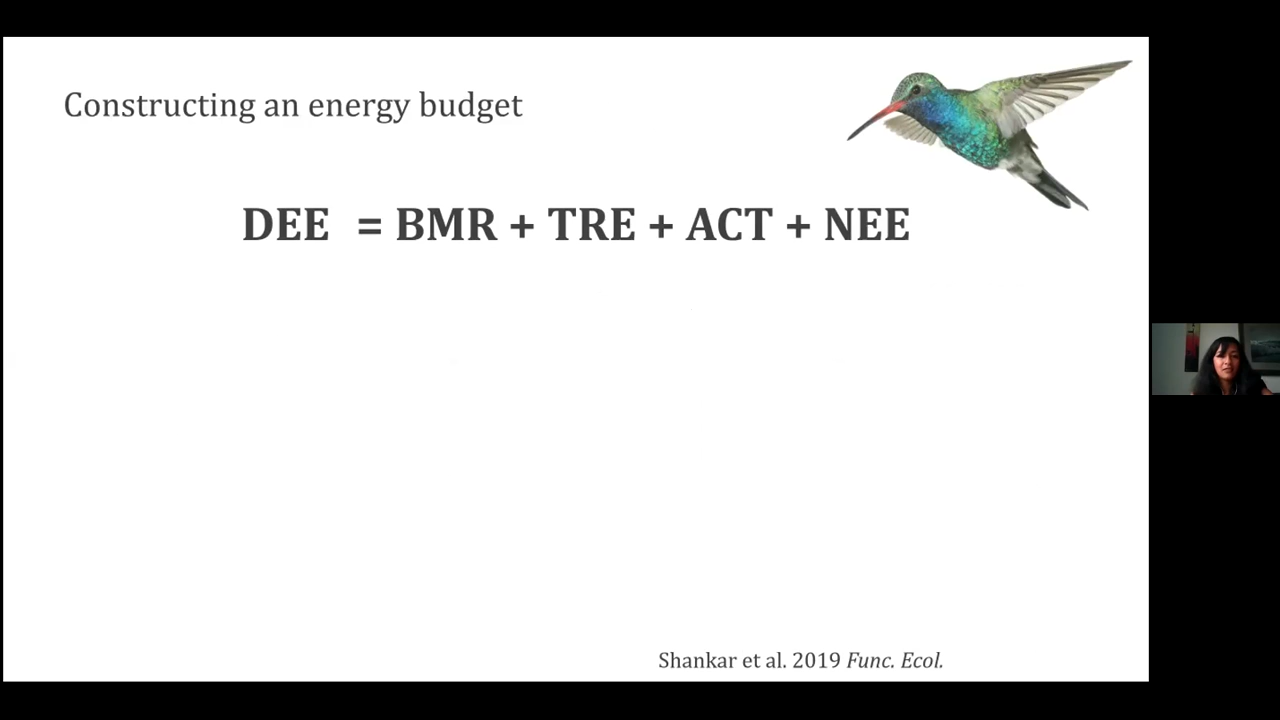 Constructing an energy budget
DEE = BMR + TRE + ACT + NEE
Shankar et al. 2019 Func. Ecol.